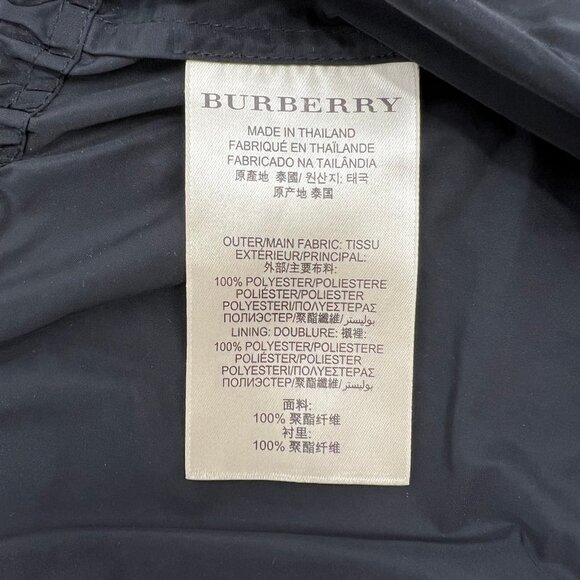 BURBERRY
MADE IN THAILAND
FABRIQUÉ EN THAÏLANDE
FABRICADO NA TAILÂNDIA
原產地 泰國/ 원산지: 태국
原产地 泰国
OUTER/MAIN FABRIC: TISSU
EXTÉRIEUR/PRINCIPAL:
外部/主要布料:
100% POLYESTER/POLIESTERE
POLIÉSTER/POLIESTER
POLYESTER/ΠΟΛΥΕΣΤΕΡΑΣ
ПОЛИЭСТЕР/聚酯纖維/بوليستر
LINING: DOUBLURE: 襯裡:
100% POLYESTER/POLIESTERE
POLIÉSTER/POLIESTER
POLYESTER/ΠΟΛΥΕΣΤΕΡΑΣ
ПОЛИЭСТЕР/聚酯纖維/بوليستر
面料:
100% 聚酯纤维
衬里:
100% 聚酯纤维